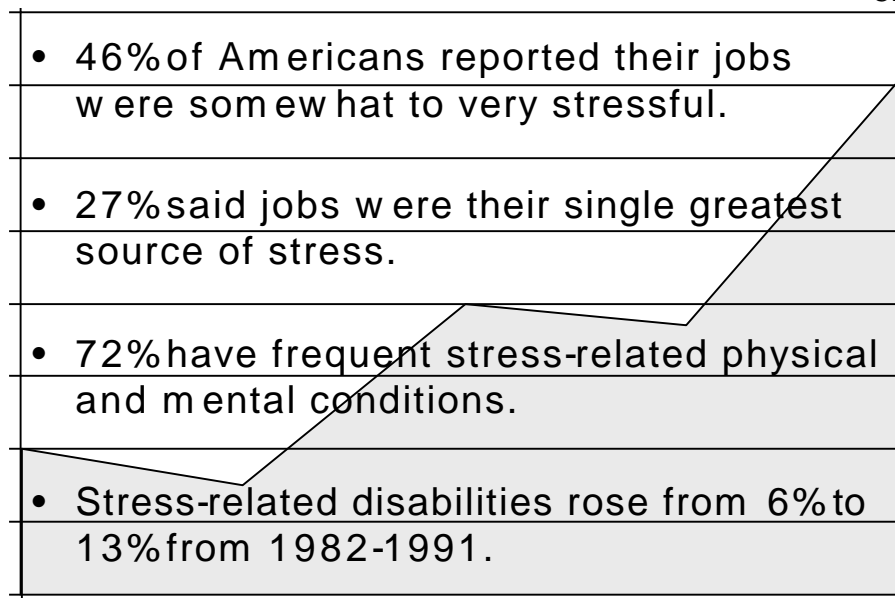 • 46% of Americans reported their jobs
were somewhat to very stressful.
• 27% said jobs were their single greatest
source of stress.
• 72% have frequent stress-related physical
and mental conditions.
• Stress-related disabilities rose from 6% to
13% from 1982-1991.